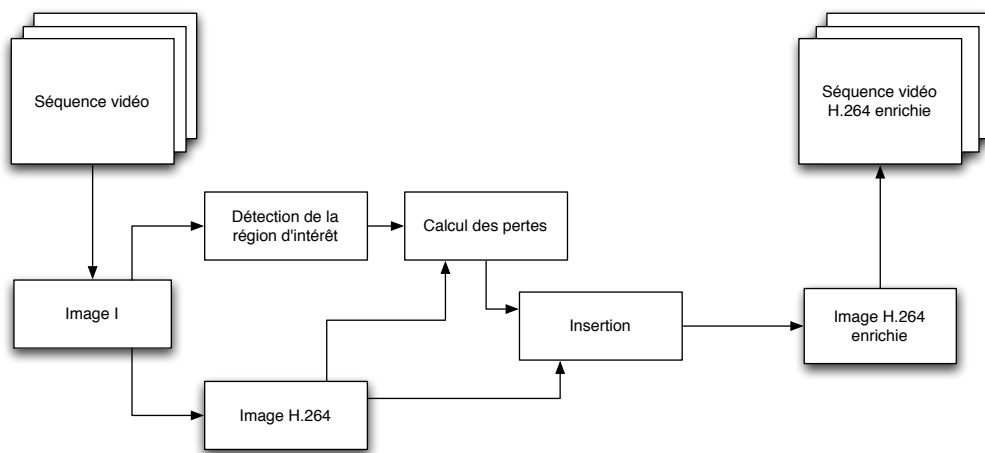 Séquence vidéo
Séquence vidéo
H.264 enrichie
Détection de la
région d'intérêt
Calcul des pertes
Image I
Insertion
Image H.264
enrichie
Image H.264